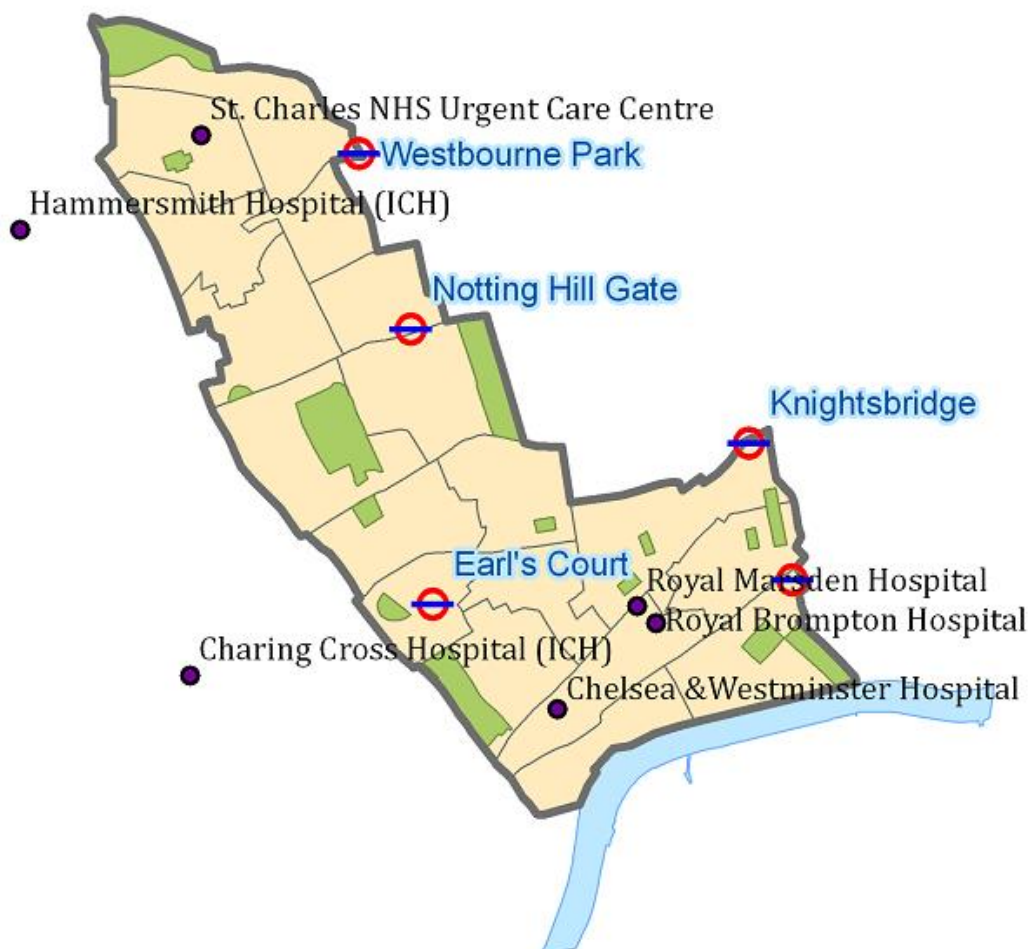 St. Charles NHS Urgent Care Centre
Westbourne Park
Hammersmith Hospital (ICH)
Notting Hill Gate
Knightsbridge
Earl's Court
Royal Marsden Hospital
Royal Brompton Hospital
Charing Cross Hospital (ICH)
Chelsea &Westminster Hospital